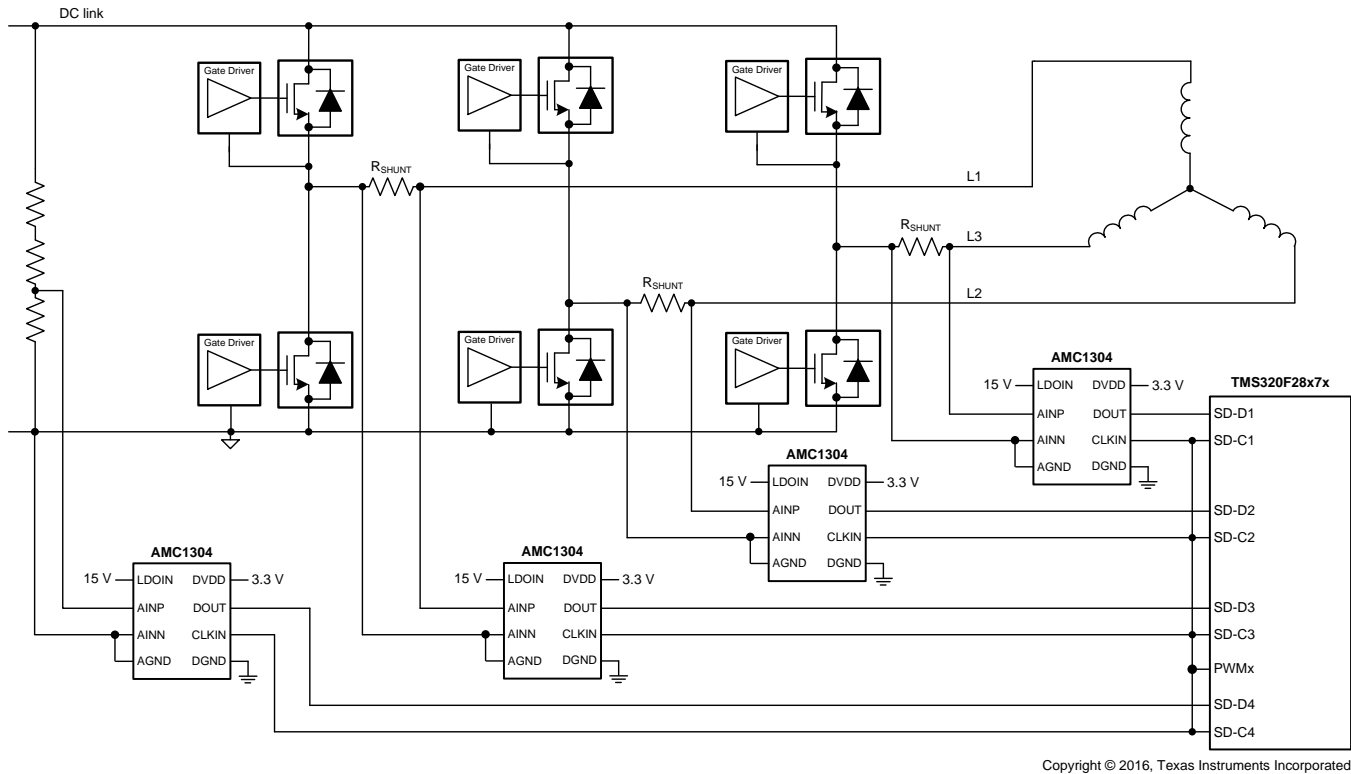 DC link
Gate Driver
Gate Driver
Gate Driver
RSHUNT
L1
RSHUNT
L3
RSHUNT
L2
Gate Driver
Gate Driver
Gate Driver
AMC1304
15 V LDOIN DVDD 3.3 V
AINP DOUT
AINN CLKIN
AGND DGND
TMS320F28x7x
SD-D1
SD-C1
SD-D2
SD-C2
SD-D3
SD-C3
PWMx
SD-D4
SD-C4
AMC1304
15 V LDOIN DVDD 3.3 V
AINP DOUT
AINN CLKIN
AGND DGND
AMC1304
15 V LDOIN DVDD 3.3 V
AINP DOUT
AINN CLKIN
AGND DGND
AMC1304
15 V LDOIN DVDD 3.3 V
AINP DOUT
AINN CLKIN
AGND DGND
Copyright © 2016, Texas Instruments Incorporated